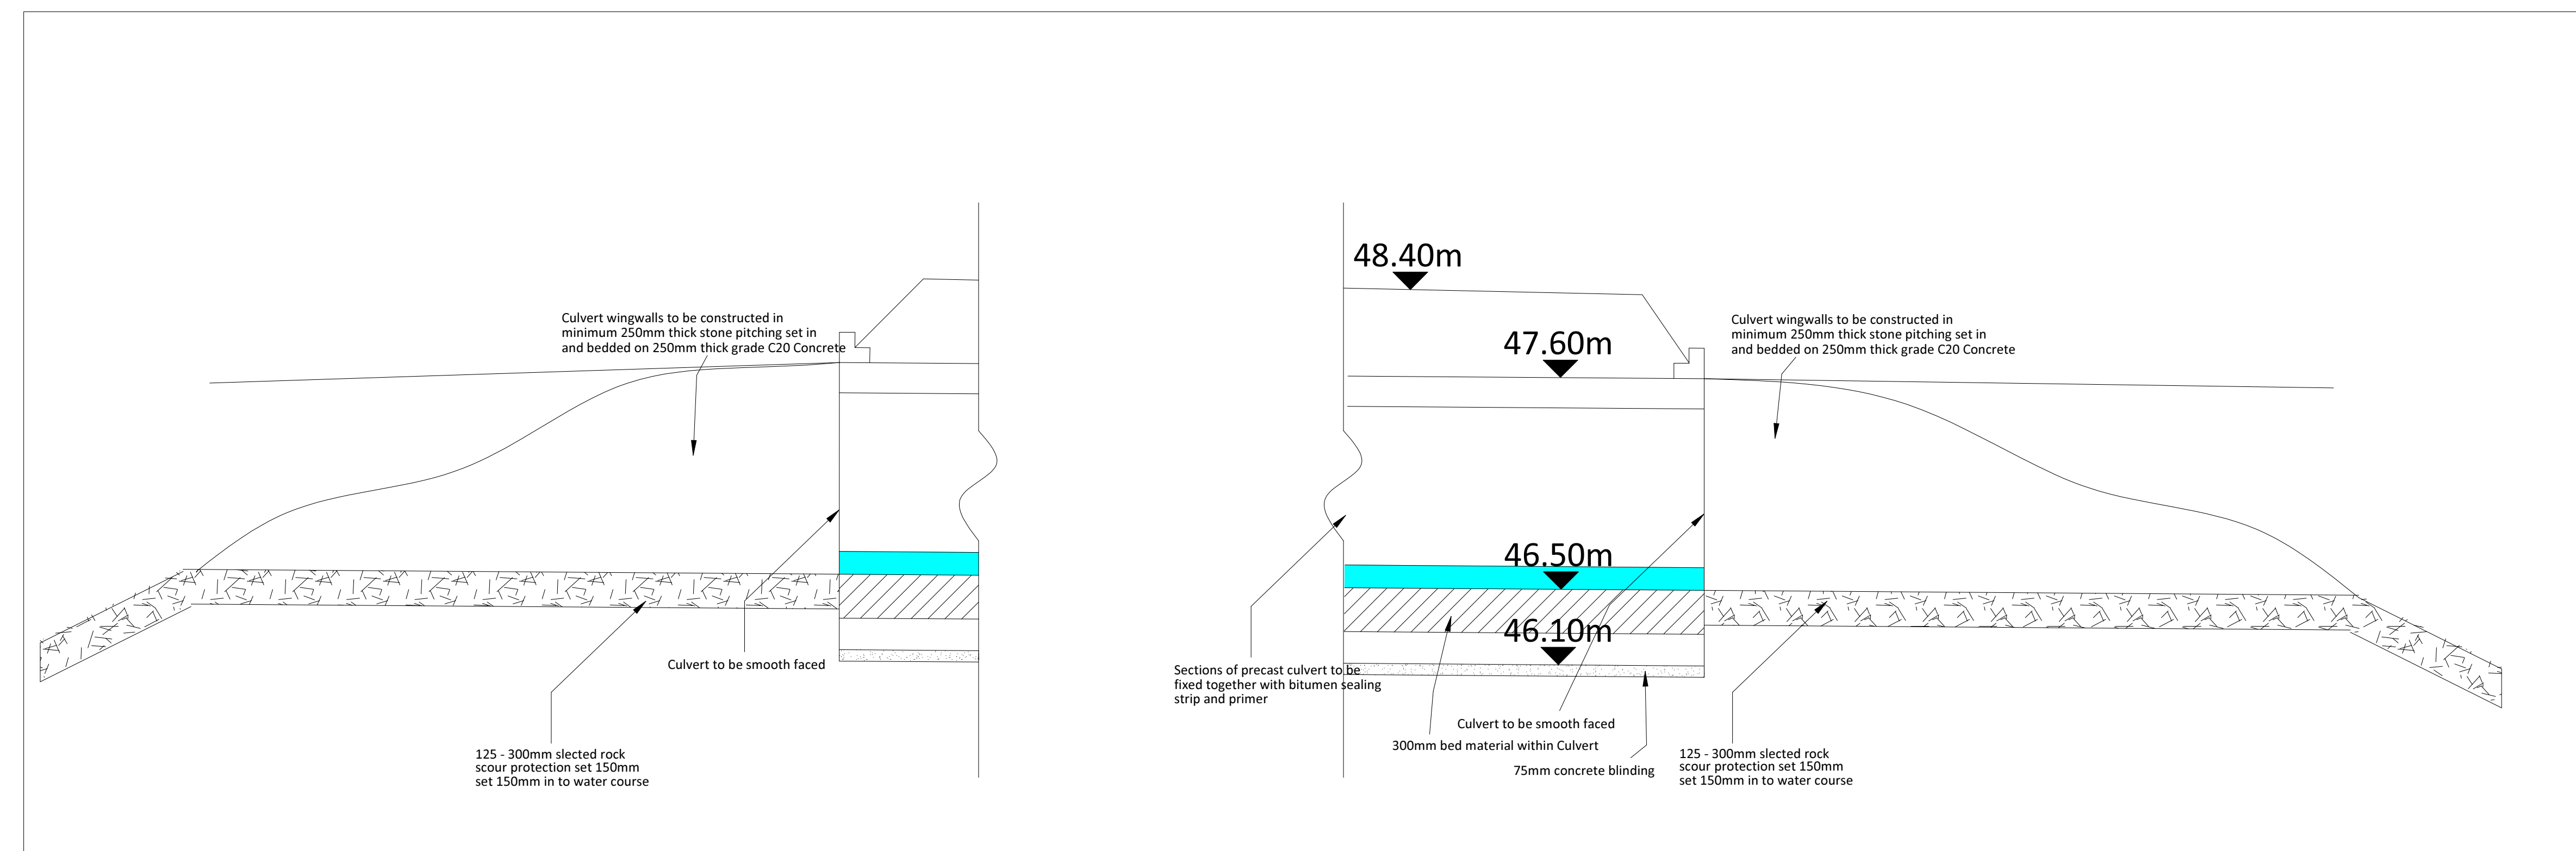 48.40m
Culvert wingwalls to be constructed in
minimum 250mm thick stone pitching set in
and bedded on 250mm thick grade C20 Concrete
47.60m
Culvert wingwalls to be constructed in
minimum 250mm thick stone pitching set in
and bedded on 250mm thick grade C20 Concrete
46.50m
46.10m
Culvert to be smooth faced
Sections of precast culvert to be
fixed together with bitumen sealing
strip and primer
Culvert to be smooth faced
300mm bed material within Culvert
75mm concrete blinding
125 - 300mm slected rock
scour protection set 150mm
set 150mm in to water course
125 - 300mm slected rock
scour protection set 150mm
set 150mm in to water course